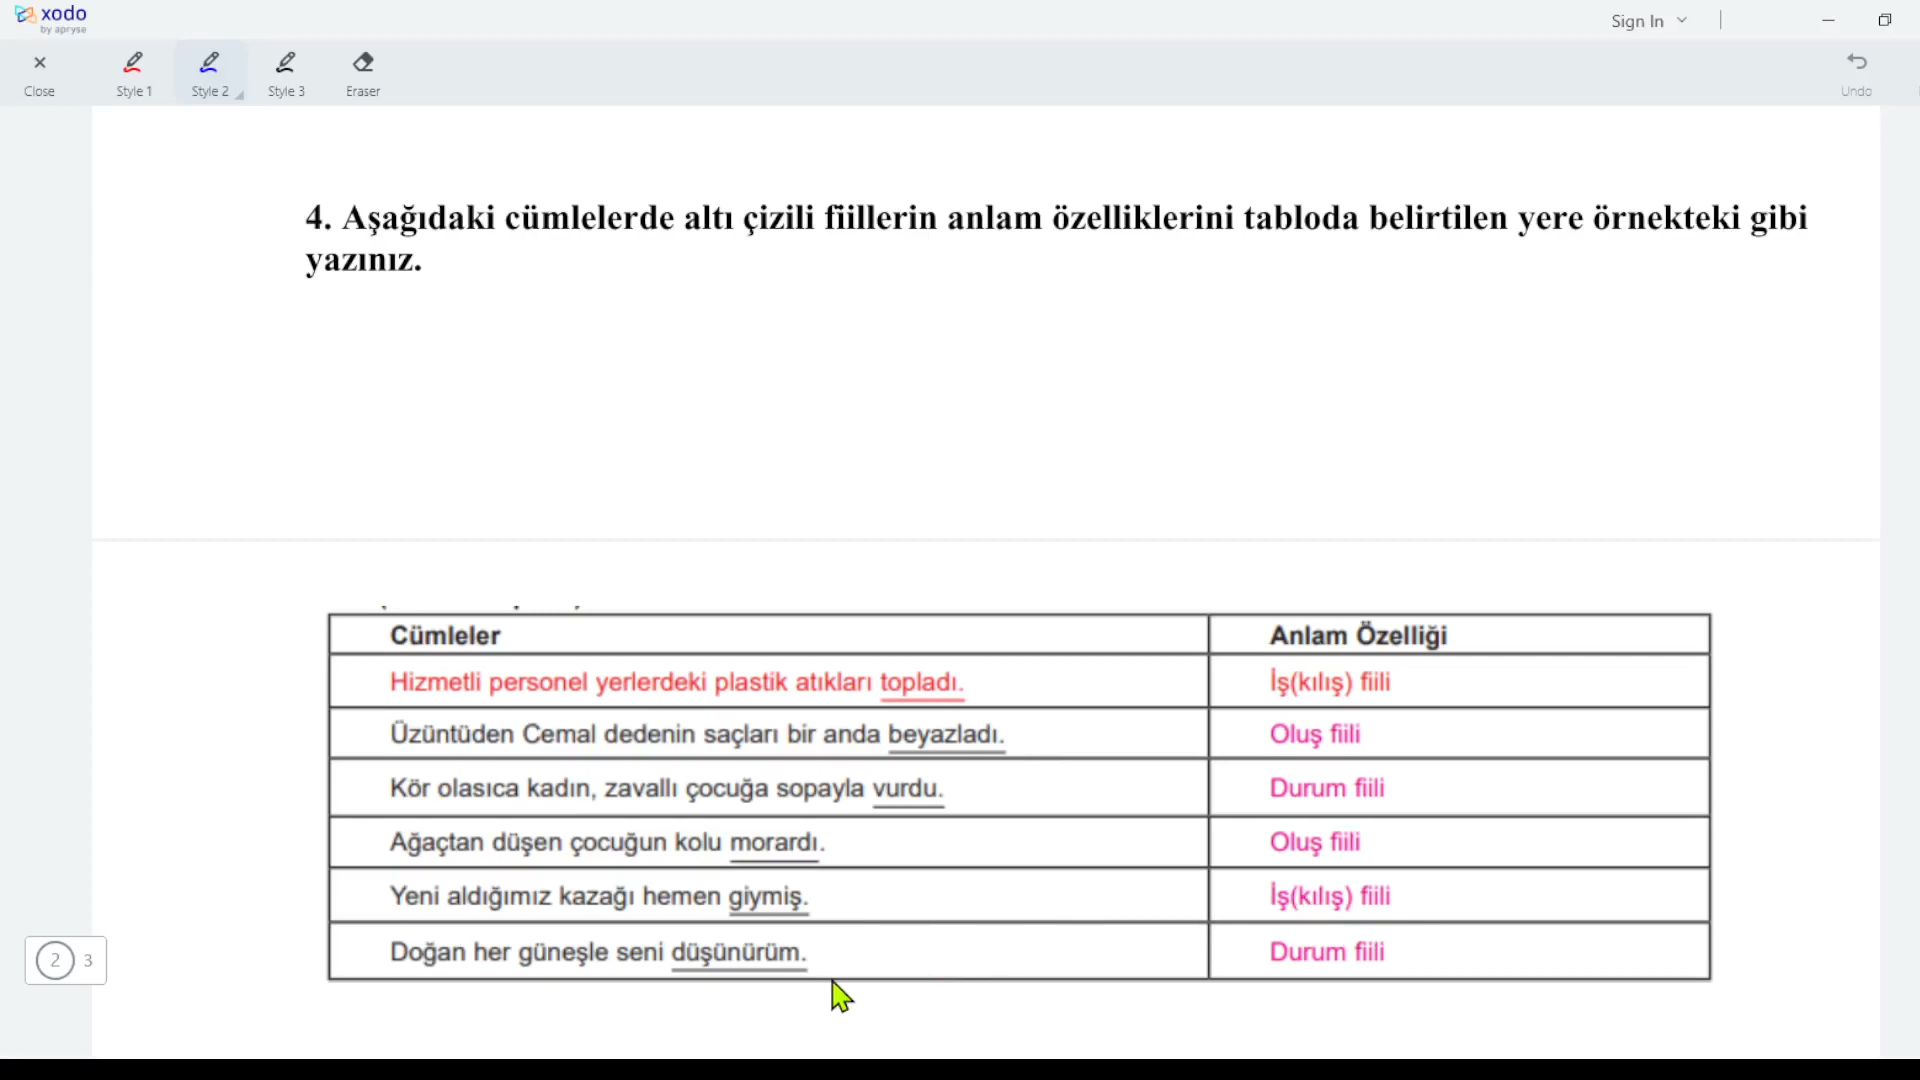 xodo
by apryse
Sign In
Close
Style 1
Style 2
Style 3
Eraser
Undo
4. Aşağıdaki cümlelerde altı çizili fiillerin anlam özelliklerini tabloda belirtilen yere örnekteki gibi
yazınız.
Cümleler Anlam Özelliği
Hizmetli personel yerlerdeki plastik atıkları topladı. İş(kılış) fiili
Üzüntüden Cemal dedenin saçları bir anda beyazladı. Oluş fiili
Kör olasıca kadın, zavallı çocuğa sopayla vurdu. Durum fiili
Ağaçtan düşen çocuğun kolu morardı. Oluş fiili
Yeni aldığımız kazağı hemen giymiş. İş(kılış) fiili
Doğan her güneşle seni düşünürüm. Durum fiili
2 3